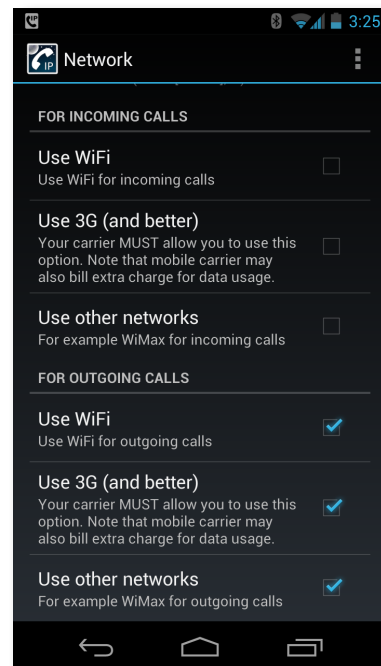 3:25
IP
Network
FOR INCOMING CALLS
Use WiFi
Use WiFi for incoming calls
Use 3G (and better)
Your carrier MUST allow you to use this
option. Note that mobile carrier may
also bill extra charge for data usage.
Use other networks
For example WiMax for incoming calls
FOR OUTGOING CALLS
Use WiFi
Use WiFi for outgoing calls
Use 3G (and better)
Your carrier MUST allow you to use this
option. Note that mobile carrier may
also bill extra charge for data usage.
Use other networks
For example WiMax for outgoing calls